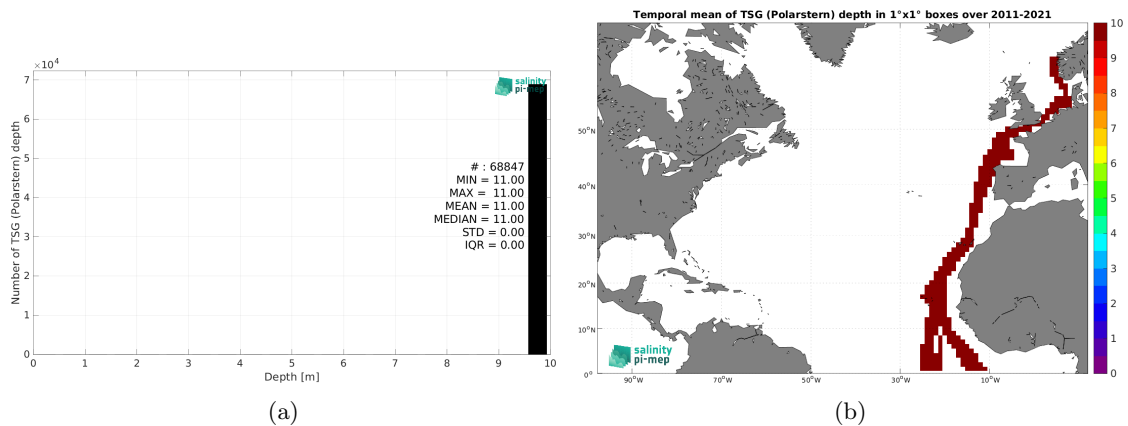 ×10⁴
7
6
5
4
3
2
1
0
Number of TSG (Polarstern) depth
salinity
pi-mep
# : 68847
MIN = 11.00
MAX = 11.00
MEAN = 11.00
MEDIAN = 11.00
STD = 0.00
IQR = 0.00
0 1 2 3 4 5 6 7 8 9 10
Depth [m]
(a)
Temporal mean of TSG (Polarstern) depth in 1°x1° boxes over 2011-2021
50°N
40°N
30°N
20°N
10°N
0°
90°W 70°W 50°W 30°W 10°W
salinity
pi-mep
10
9
8
7
6
5
4
3
2
1
0
(b)